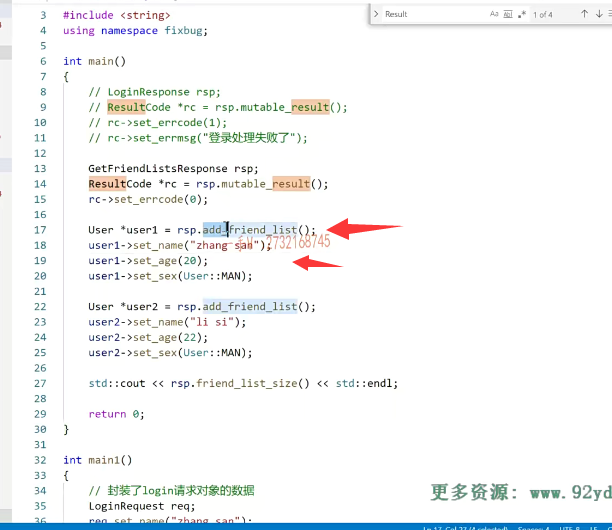 Result
Aa
1 of 4
3 #include <string>
4 using namespace fixbug;
5
6 int main()
7 {
8 // LoginResponse rsp;
9 // ResultCode *rc = rsp.mutable_result();
10 // rc->set_errcode(1);
11 // rc->set_errmsg("登录处理失败了");
12
13 GetFriendListsResponse rsp;
14 ResultCode *rc = rsp.mutable_result();
15 rc->set_errcode(0);
16
17 User *user1 = rsp.add_friend_list();
18 user1->set_name("zhang san");
2732168745
19 user1->set_age(20);
20 user1->set_sex(User::MAN);
21
22 User *user2 = rsp.add_friend_list();
23 user2->set_name("li si");
24 user2->set_age(22);
25 user2->set_sex(User::MAN);
26
27 std::cout << rsp.friend_list_size() << std::endl;
28
29 return 0;
30 }
31
32 int main1()
33 {
34 // 封装了login请求对象的数据
更多资源: www.92yd
35 LoginRequest req;
36 req.set_name("zhang san");